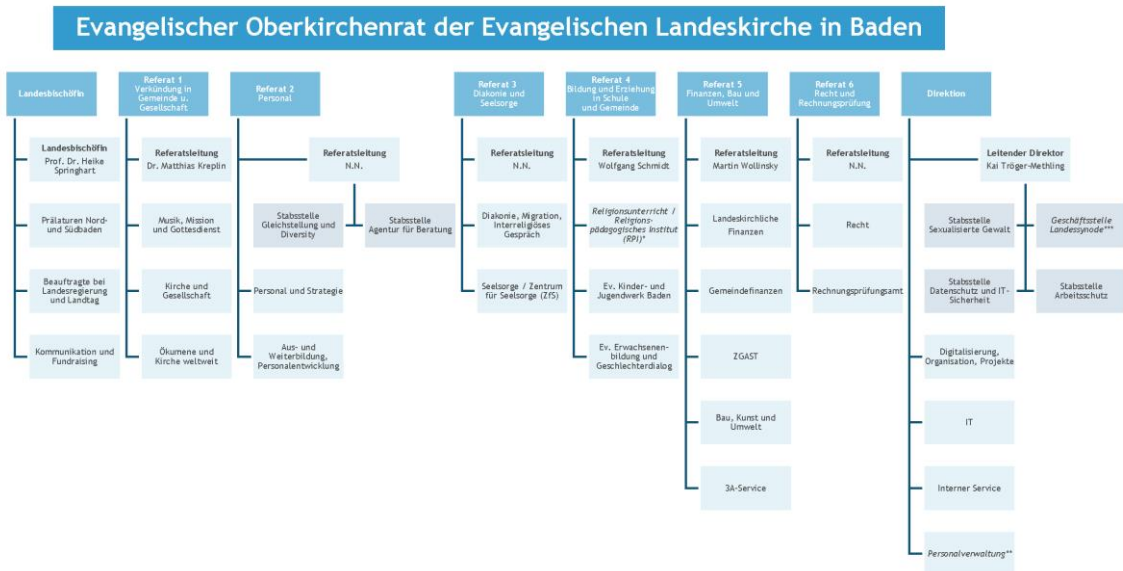 Evangelischer Oberkirchenrat der Evangelischen Landeskirche in Baden
Landesbischöfin
Landesbischöfin
Prof. Dr. Heike
Springhart
Prälaturen Nord-
und Südbaden
Beauftragte bei
Landesregierung
und Landtag
Kommunikation und
Fundraising
Referat 1
Verkündung in
Gemeinde u.
Gesellschaft
Referatsleitung
Dr. Matthias Kreplin
Musik, Mission
und Gottesdienst
Kirche und
Gesellschaft
Ökumene und
Kirche weltweit
Referat 2
Personal
Referatsleitung
N.N.
Stabsstelle
Gleichstellung und
Diversity
Stabsstelle
Agentur für Beratung
Personal und Strategie
Aus- und
Weiterbildung,
Personalentwicklung
Referat 3
Diakonie und
Seelsorge
Referatsleitung
N.N.
Diakonie, Migration,
Interreligiöses
Gespräch
Seelsorge / Zentrum
für Seelsorge (ZfS)
Referat 4
Bildung und Erziehung
in Schule
und Gemeinde
Referatsleitung
Wolfgang Schmidt
Religionsunterricht /
Religions-
pädagogisches Institut
(RPI)*
Ev. Kinder- und
Jugendwerk Baden
Ev. Erwachsenen-
bildung und
Geschlechterdialog
Referat 5
Finanzen, Bau und
Umwelt
Referatsleitung
Martin Wollinsky
Landeskirchliche
Finanzen
Gemeindefinanzen
ZGAST
Bau, Kunst und
Umwelt
3A-Service
Referat 6
Recht und
Rechnungsprüfung
Referatsleitung
N.N.
Recht
Rechnungsprüfungsamt
Direktion
Leitender Direktor
Kai Tröger-Methling
Stabsstelle
Sexualisierte Gewalt
Geschäftsstelle
Landessynode***
Stabsstelle
Datenschutz und IT-
Sicherheit
Stabsstelle
Arbeitsschutz
Digitalisierung,
Organisation, Projekte
IT
Interner Service
Personalverwaltung**